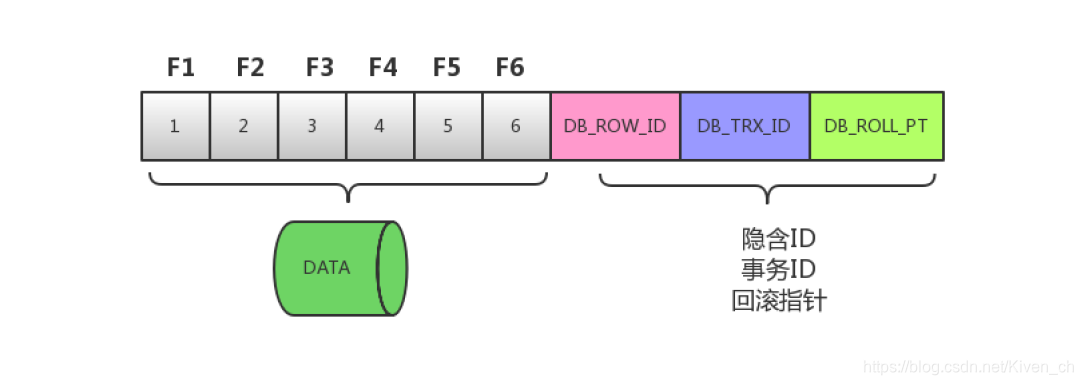 F1 F2 F3 F4 F5 F6
1 2 3 4 5 6 DB_ROW_ID DB_TRX_ID DB_ROLL_PT
DATA
隐含ID
事务ID
回滚指针
https://blog.csdn.net/Kiven_ch